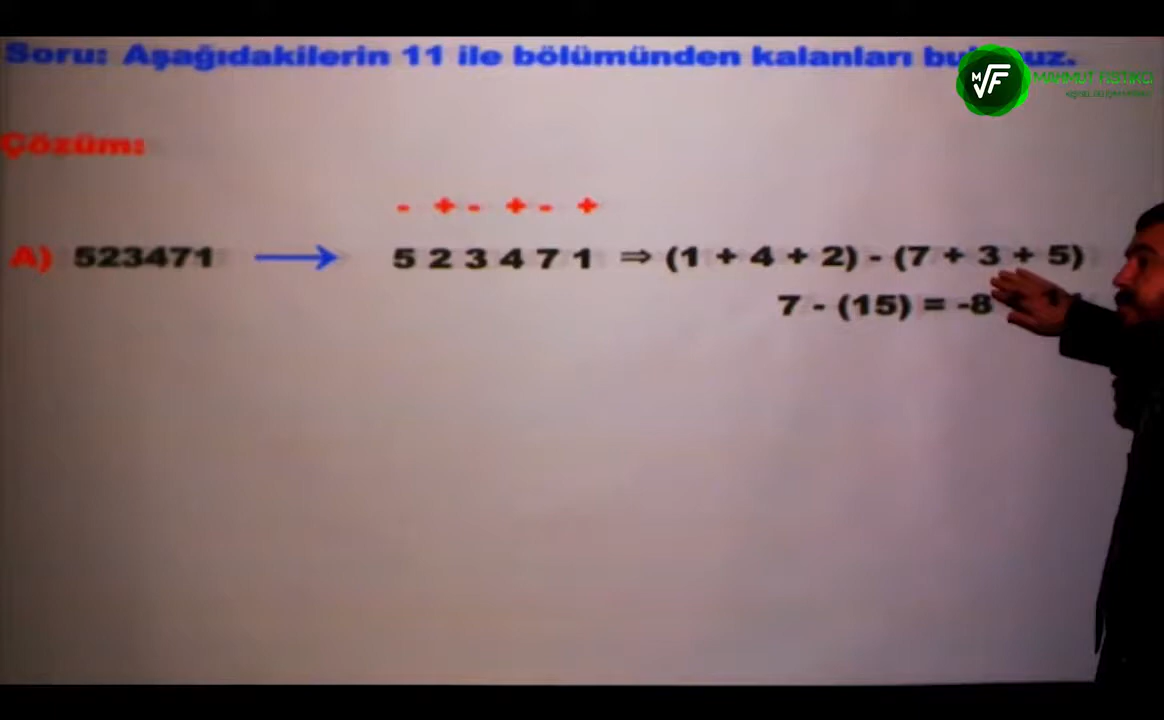 Soru: Aşağıdakilerin 11 ile bölümünden kalanları
MAHMUT
Çözüm:
- + - + - +
A) 523471 → 5 2 3 4 7 1 ⇒ (1 + 4 + 2) - (7 + 3 + 5)
7 - (15) = -8